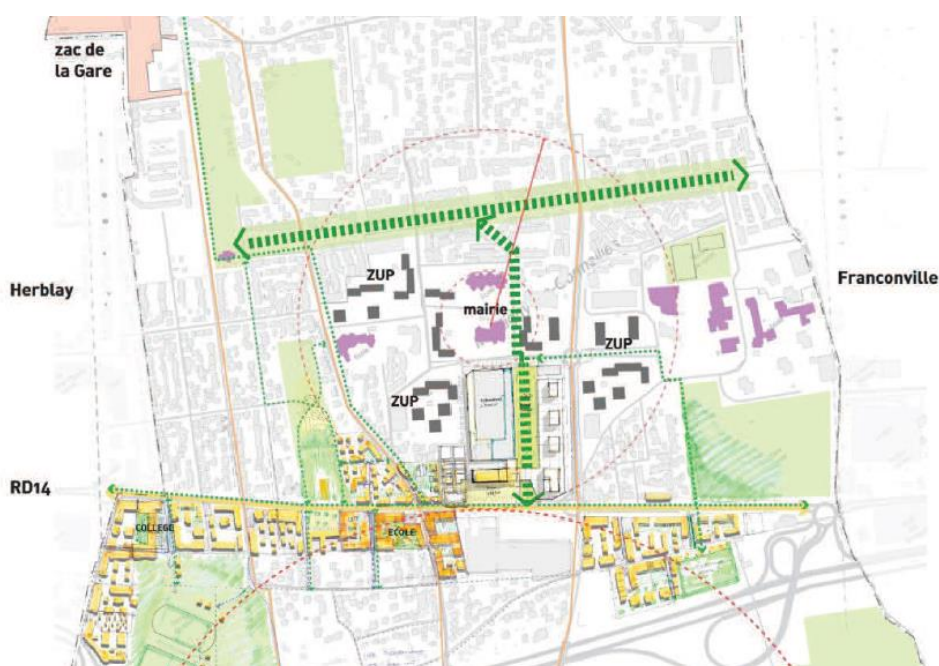 zac de
la Gare
ZUP
Herblay
Franconville
mairie
ZUP
ZUP
RD14
COLLEGE
ECOLE